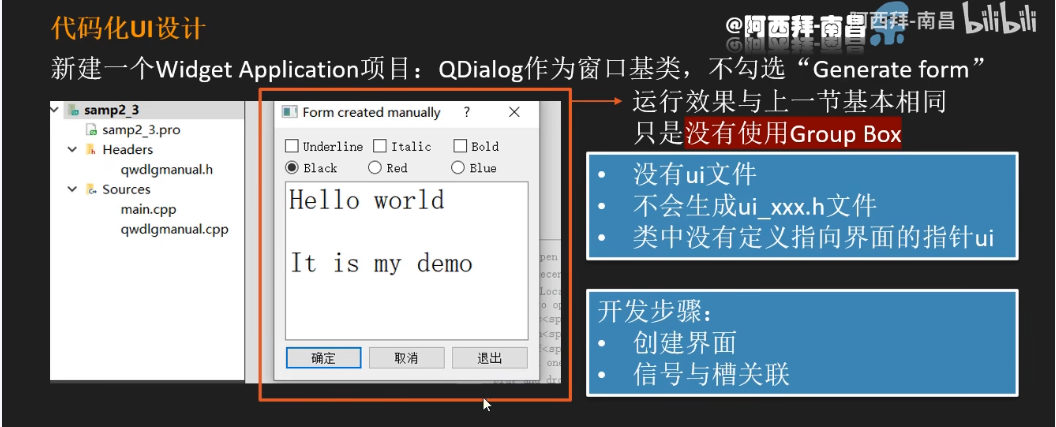 代码化UI设计
@阿西拜-南昌
阿西拜-南昌 bilibili
新建一个Widget Application项目：QDialog作为窗口基类，不勾选“Generate form”
samp2_3
samp2_3.pro
Headers
qwdlgmanual.h
Sources
main.cpp
qwdlgmanual.cpp
Form created manually ?
Underline Italic Bold
Black Red Blue
Hello world
It is my demo
确定 取消 退出
运行效果与上一节基本相同
只是没有使用Group Box
• 没有ui文件
• 不会生成ui_xxx.h文件
• 类中没有定义指向界面的指针ui
开发步骤：
• 创建界面
• 信号与槽关联